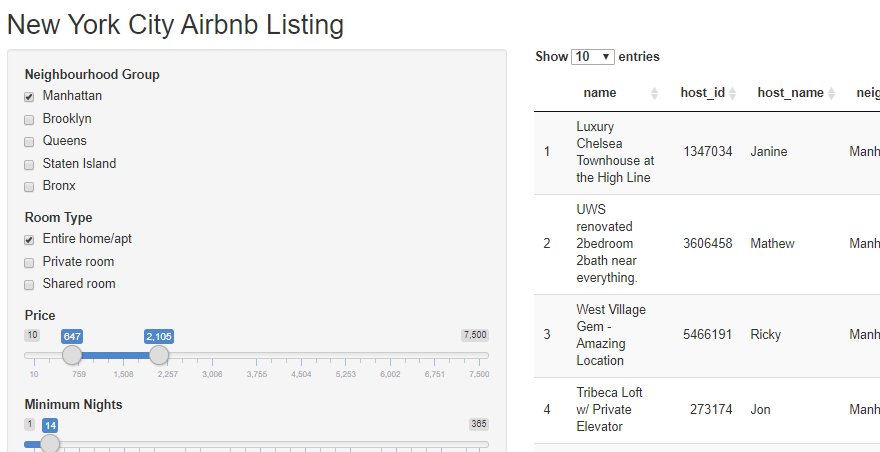 New York City Airbnb Listing
Neighbourhood Group
Manhattan
Brooklyn
Queens
Staten Island
Bronx
Room Type
Entire home/apt
Private room
Shared room
Price
10 647 2,105 7,500
10 759 1,508 2,257 3,006 3,755 4,504 5,253 6,002 6,751 7,500
Minimum Nights
1 14 365
Show 10 entries
name host_id host_name neig
1 Luxury Chelsea Townhouse at the High Line 1347034 Janine Manh
2 UWS renovated 2bedroom 2bath near everything. 3606458 Mathew Manh
3 West Village Gem - Amazing Location 5466191 Ricky Manh
4 Tribeca Loft w/ Private Elevator 273174 Jon Manh